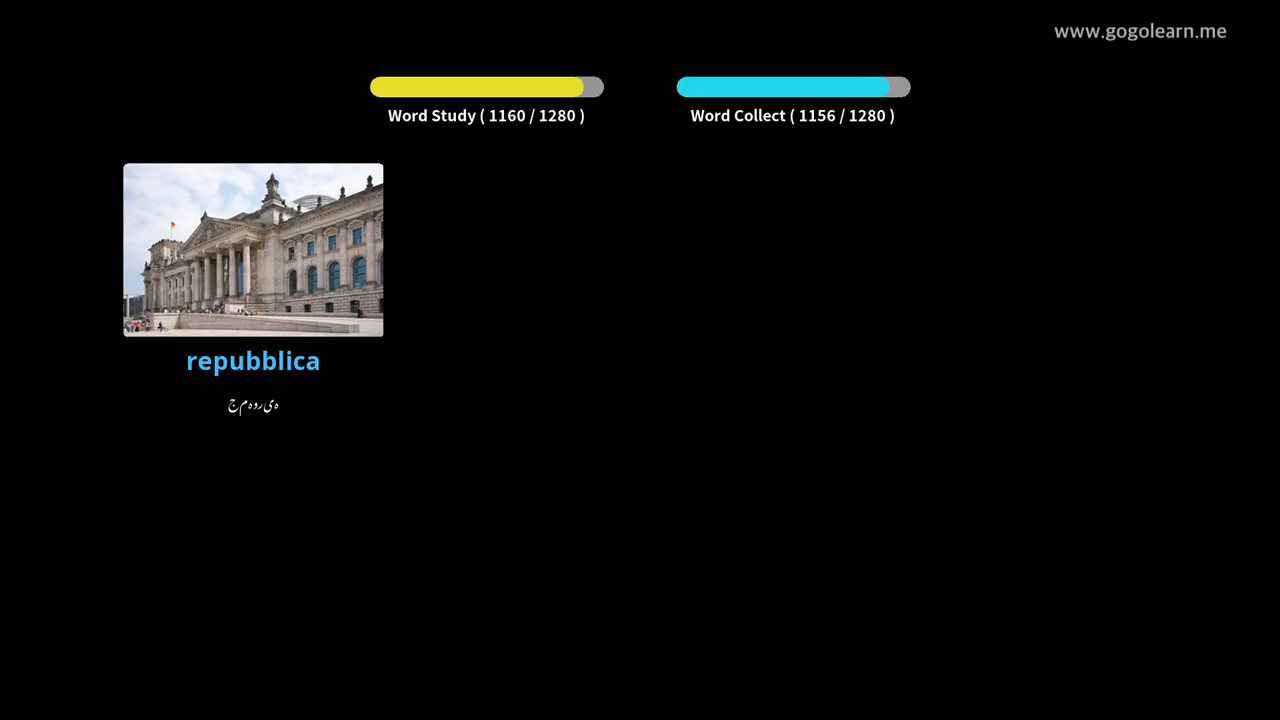 www.gogolearn.me
Word Study ( 1160 / 1280 )
Word Collect ( 1156 / 1280 )
repubblica
جمہوریہ